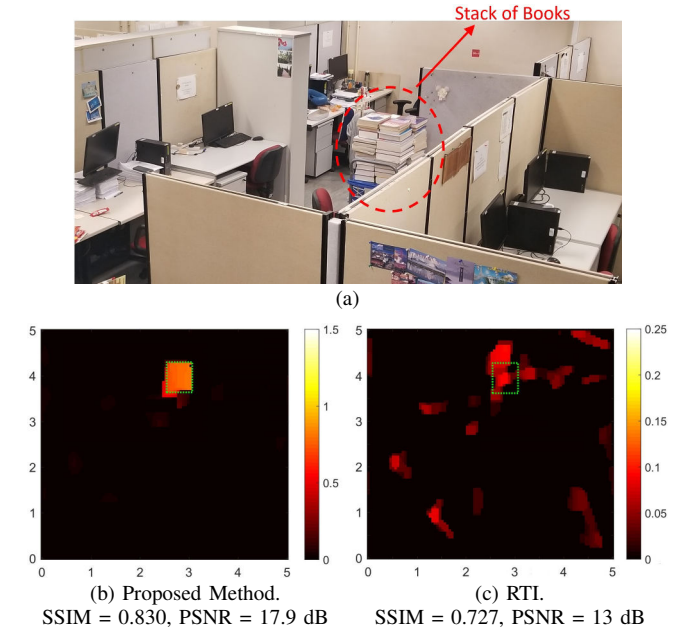 Stack of Books
(a)
5
4
3
2
1
0
0 1 2 3 4 5
1.5
1
0.5
0
5
4
3
2
1
0
0 1 2 3 4 5
0.25
0.2
0.15
0.1
0.05
0
(b) Proposed Method.
SSIM = 0.830, PSNR = 17.9 dB
(c) RTI.
SSIM = 0.727, PSNR = 13 dB